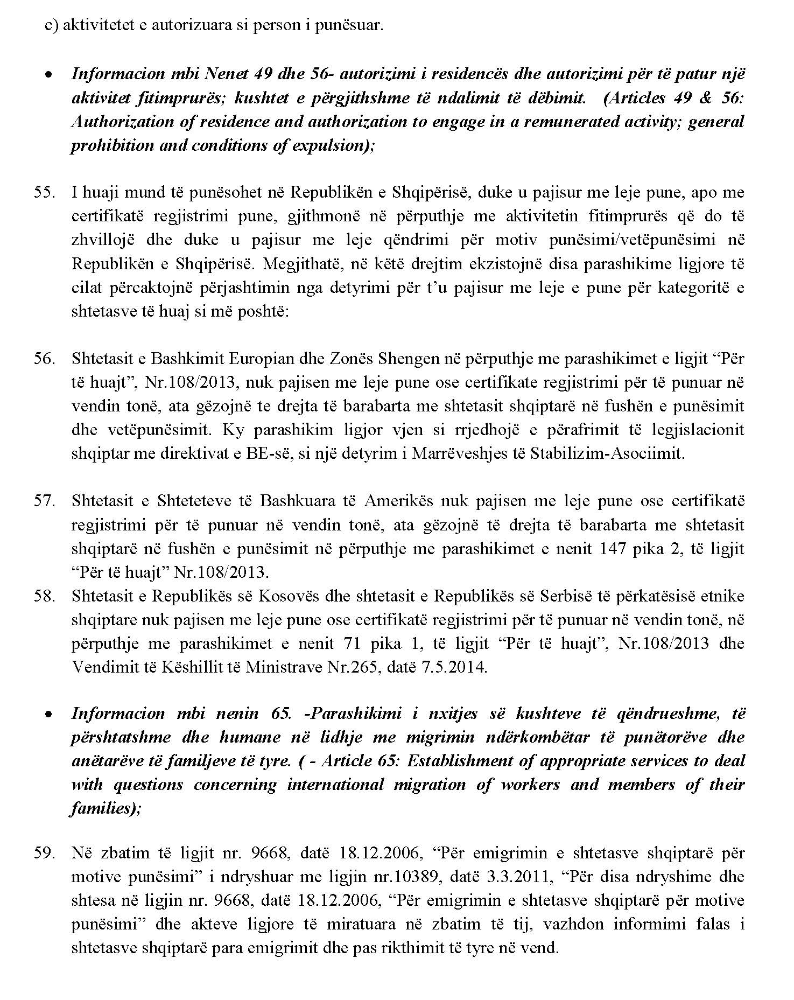 c) aktivitetet e autorizuara si person i punësuar.
• Informacion mbi Nenet 49 dhe 56- autorizimi i residencës dhe autorizimi për të patur një
aktivitet fitimprurës; kushtet e përgjithshme të ndalimit të dëbimit. (Articles 49 & 56:
Authorization of residence and authorization to engage in a remunerated activity; general
prohibition and conditions of expulsion);
55. I huaji mund të punësohet në Republikën e Shqipërisë, duke u pajisur me leje pune, apo me
certifikatë regjistrimi pune, gjithmonë në përputhje me aktivitetin fitimprurës që do të
zhvillojë dhe duke u pajisur me leje qëndrimi për motiv punësimi/vetëpunësimi në
Republikën e Shqipërisë. Megjithatë, në këtë drejtim ekzistojnë disa parashikime ligjore të
cilat përcaktojnë përjashtimin nga detyrimi për t’u pajisur me leje e pune për kategoritë e
shtetasve të huaj si më poshtë:
56. Shtetasit e Bashkimit Europian dhe Zonës Shengen në përputhje me parashikimet e ligjit “Për
të huajt”, Nr.108/2013, nuk pajisen me leje pune ose certifikate regjistrimi për të punuar në
vendin tonë, ata gëzojnë te drejta të barabarta me shtetasit shqiptarë në fushën e punësimit
dhe vetëpunësimit. Ky parashikim ligjor vjen si rrjedhojë e përafrimit të legjislacionit
shqiptar me direktivat e BE-së, si një detyrim i Marrëveshjes të Stabilizim-Asociimit.
57. Shtetasit e Shteteteve të Bashkuara të Amerikës nuk pajisen me leje pune ose certifikatë
regjistrimi për të punuar në vendin tonë, ata gëzojnë të drejta të barabarta me shtetasit
shqiptarë në fushën e punësimit në përputhje me parashikimet e nenit 147 pika 2, të ligjit
“Për të huajt” Nr.108/2013.
58. Shtetasit e Republikës së Kosovës dhe shtetasit e Republikës së Serbisë të përkatësisë etnike
shqiptare nuk pajisen me leje pune ose certifikatë regjistrimi për të punuar në vendin tonë, në
përputhje me parashikimet e nenit 71 pika 1, të ligjit “Për të huajt”, Nr.108/2013 dhe
Vendimit të Këshillit të Ministrave Nr.265, datë 7.5.2014.
• Informacion mbi nenin 65. -Parashikimi i nxitjes së kushteve të qëndrueshme, të
përshtatshme dhe humane në lidhje me migrimin ndërkombëtar të punëtorëve dhe
anëtarëve të familjeve të tyre. ( - Article 65: Establishment of appropriate services to deal
with questions concerning international migration of workers and members of their
families);
59. Në zbatim të ligjit nr. 9668, datë 18.12.2006, “Për emigrimin e shtetasve shqiptarë për
motive punësimi” i ndryshuar me ligjin nr.10389, datë 3.3.2011, “Për disa ndryshime dhe
shtesa në ligjin nr. 9668, datë 18.12.2006, “Për emigrimin e shtetasve shqiptarë për motive
punësimi” dhe akteve ligjore të miratuara në zbatim të tij, vazhdon informimi falas i
shtetasve shqiptarë para emigrimit dhe pas rikthimit të tyre në vend.